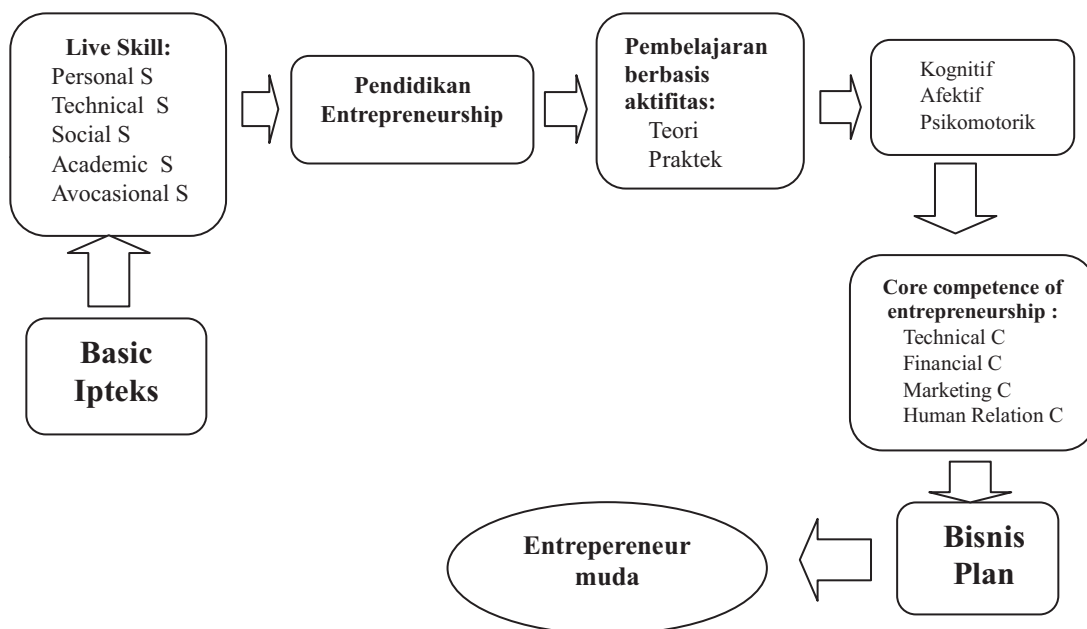 Live Skill:
Personal S
Technical S
Social S
Academic S
Avocasional S
Pendidikan
Entrepreneurship
Pembelajaran
berbasis
aktifitas:
Teori
Praktek
Kognitif
Afektif
Psikomotorik
Basic
Ipteks
Core competence of
entrepreneurship :
Technical C
Financial C
Marketing C
Human Relation C
Bisnis
Plan
Entrepereneur
muda